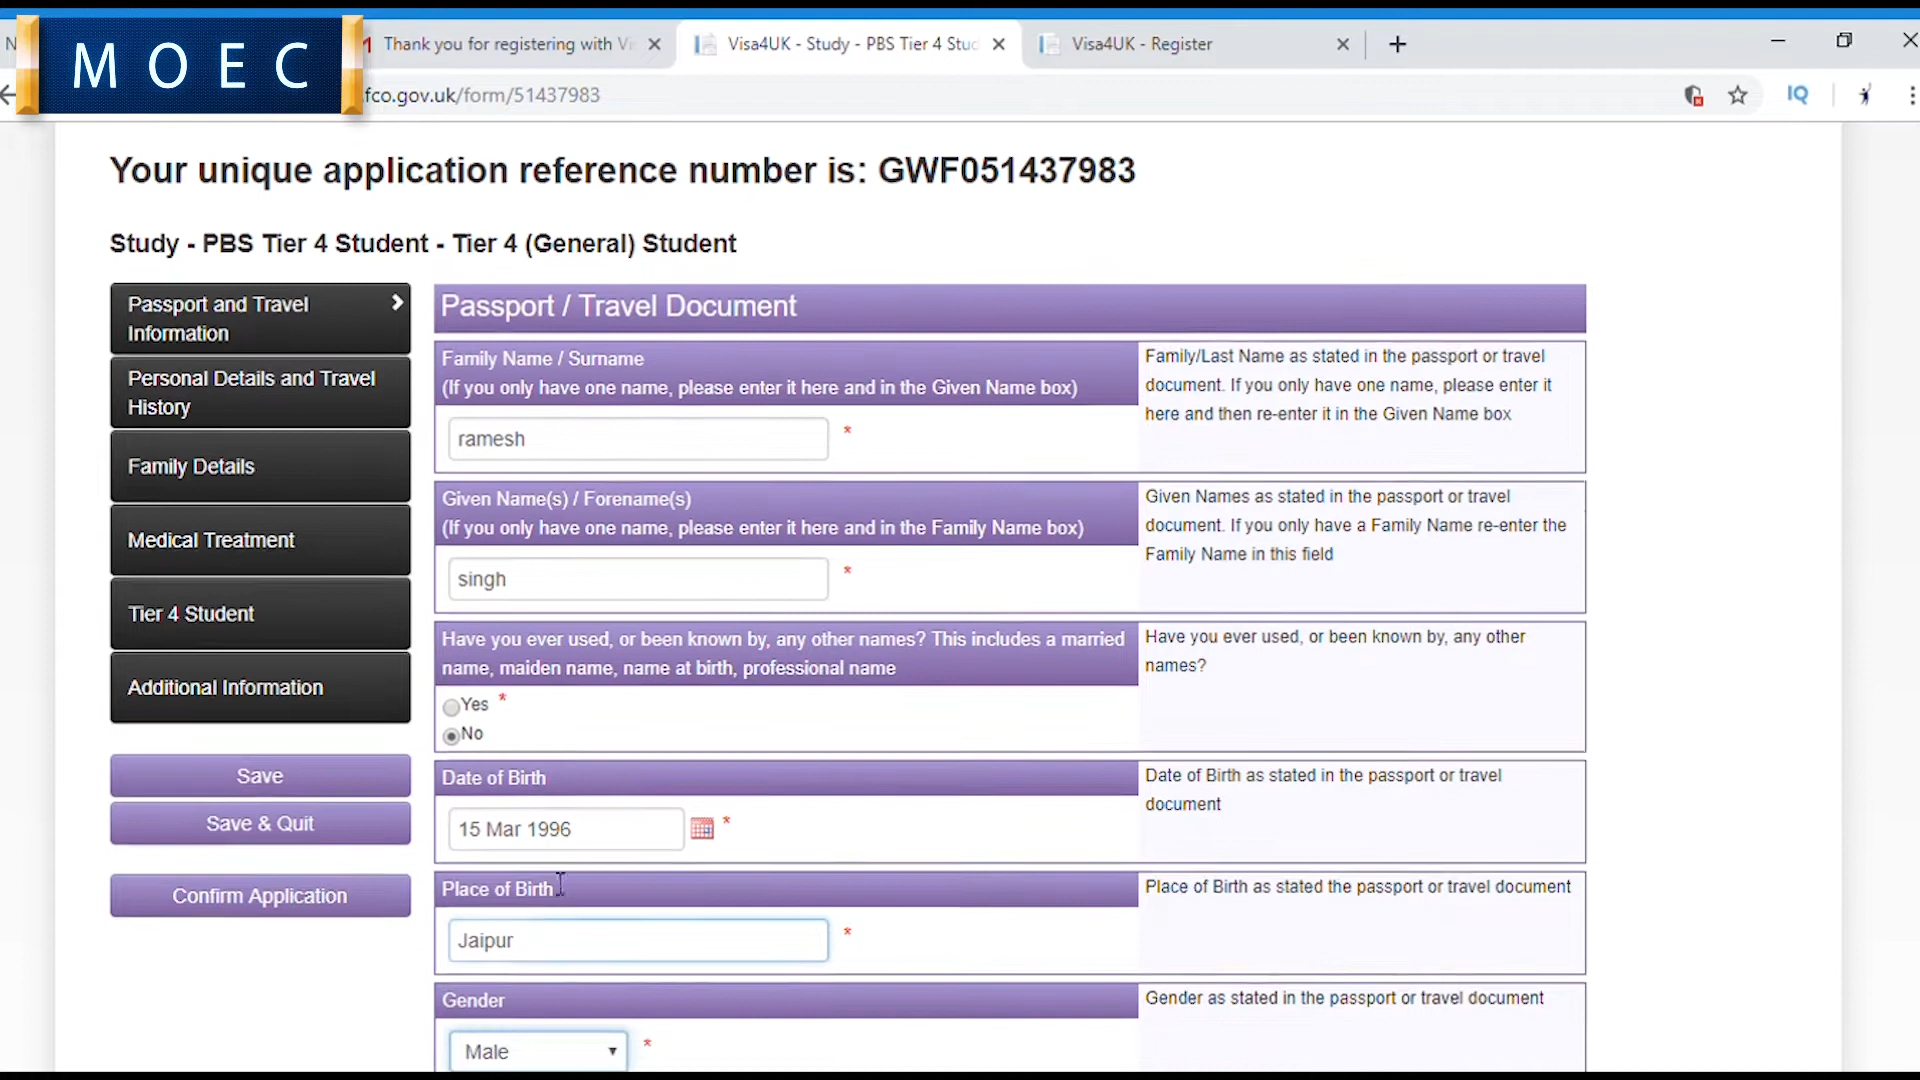 MOEC
Thank you for registering with Vi
Visa4UK - Study - PBS Tier 4 Stud
Visa4UK - Register
fco.gov.uk/form/51437983
IQ
Your unique application reference number is: GWF051437983
Study - PBS Tier 4 Student - Tier 4 (General) Student
Passport and Travel
Information
Personal Details and Travel
History
Family Details
Medical Treatment
Tier 4 Student
Additional Information
Save
Save & Quit
Confirm Application
Passport / Travel Document
Family Name / Surname
(If you only have one name, please enter it here and in the Given Name box)
ramesh *
Family/Last Name as stated in the passport or travel
document. If you only have one name, please enter it
here and then re-enter it in the Given Name box
Given Name(s) / Forename(s)
(If you only have one name, please enter it here and in the Family Name box)
singh *
Given Names as stated in the passport or travel
document. If you only have a Family Name re-enter the
Family Name in this field
Have you ever used, or been known by, any other names? This includes a married
name, maiden name, name at birth, professional name
Yes *
No
Have you ever used, or been known by, any other
names?
Date of Birth
15 Mar 1996 *
Date of Birth as stated in the passport or travel
document
Place of Birth
Jaipur *
Place of Birth as stated the passport or travel document
Gender
Male *
Gender as stated in the passport or travel document